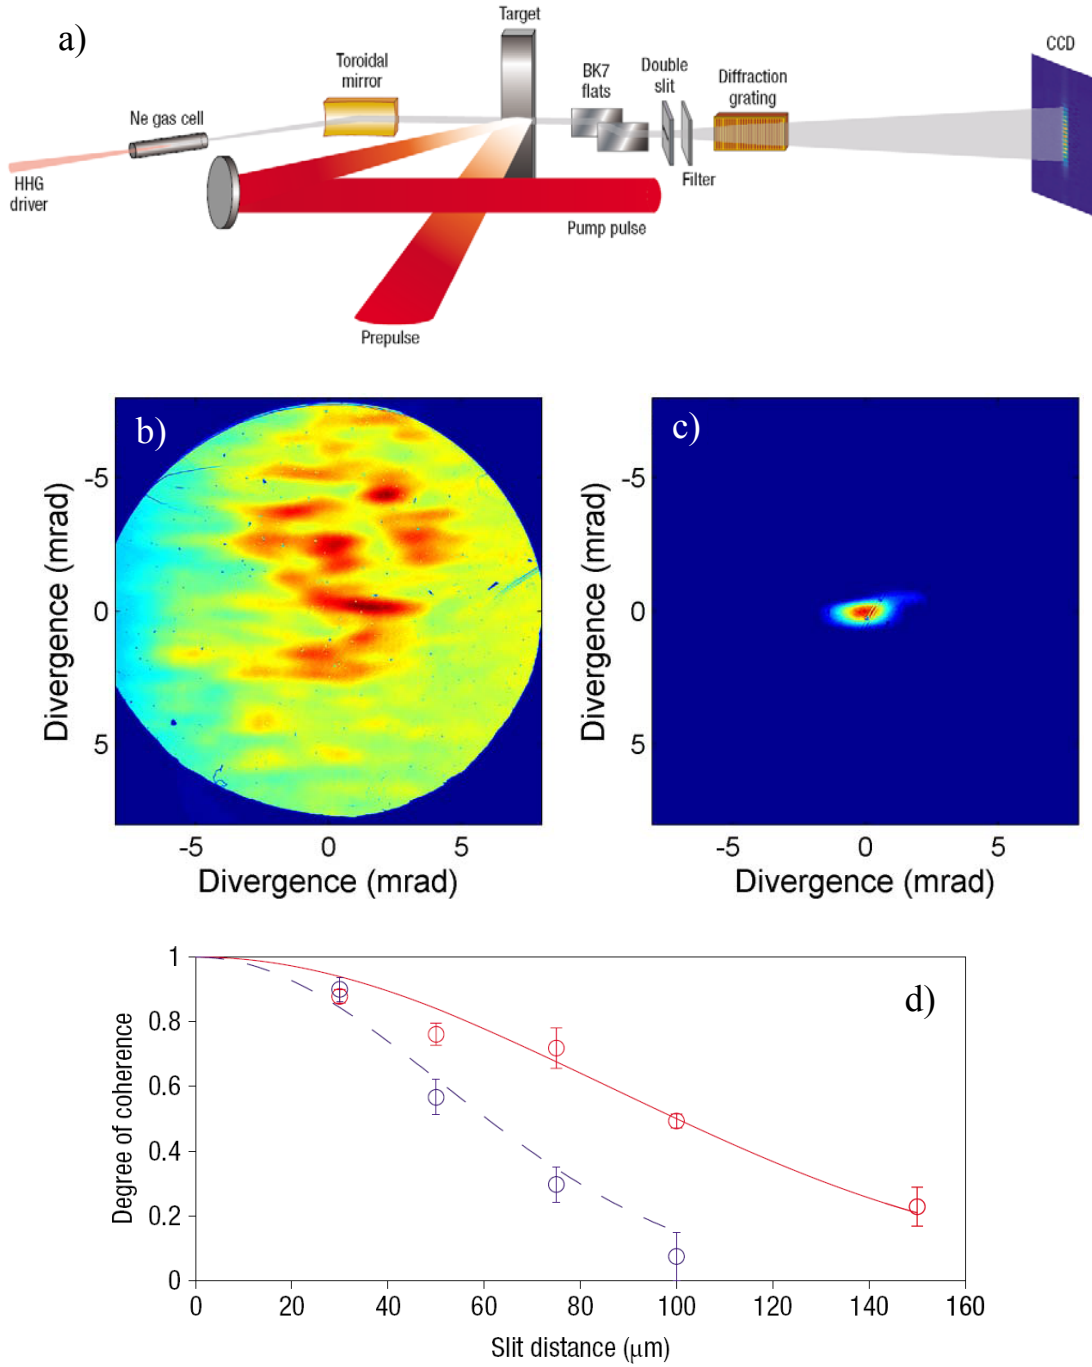 a)
Target
CCD
Toroidal
mirror
BK7
flats
Double
slit
Diffraction
grating
Ne gas cell
HHG
driver
Filter
Pump pulse
Prepulse
b)
-5
0
5
Divergence (mrad)
-5 0 5
Divergence (mrad)
c)
-5
0
5
Divergence (mrad)
-5 0 5
Divergence (mrad)
d)
1
0.8
0.6
0.4
0.2
0
Degree of coherence
0 20 40 60 80 100 120 140 160
Slit distance (μm)